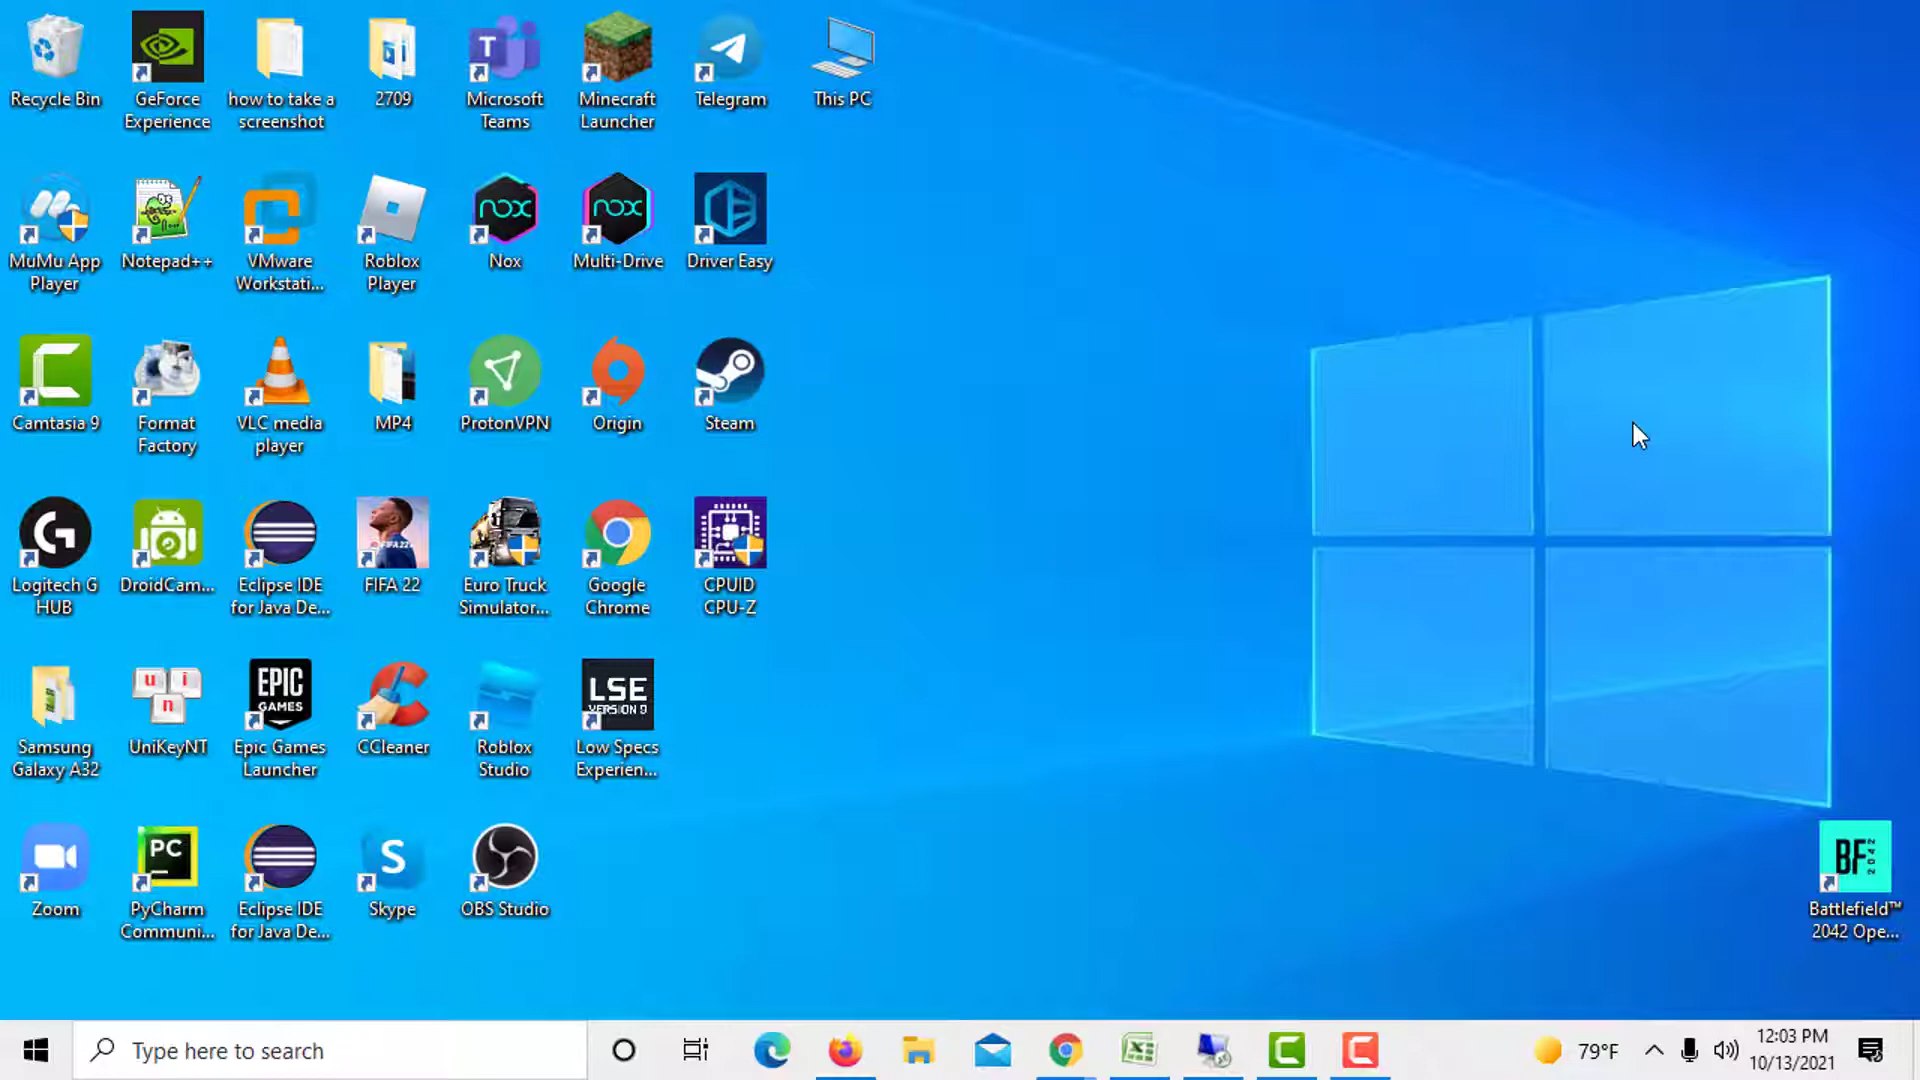 Recycle Bin
GeForce
Experience
how to take a
screenshot
2709
T
Microsoft
Teams
Minecraft
Launcher
Telegram
This PC
MuMu App
Player
Notepad++
VMware
Workstati...
Roblox
Player
nox
Nox
nox
Multi-Drive
Driver Easy
Camtasia 9
Format
Factory
VLC media
player
MP4
ProtonVPN
Origin
Steam
Logitech G
HUB
DroidCam...
Eclipse IDE
for Java De...
FIFA 22
FIFA 22
Euro Truck
Simulator...
Google
Chrome
CPUID
CPU-Z
Samsung
Galaxy A32
u i
n
UniKeyNT
EPIC
GAMES
Epic Games
Launcher
CCleaner
Roblox
Studio
LSE
VERSION 9
Low Specs
Experien...
Zoom
PC
PyCharm
Communi...
Eclipse IDE
for Java De...
S
Skype
OBS Studio
BF
2042
Battlefield™
2042 Ope...
Type here to search
79°F
12:03 PM
10/13/2021